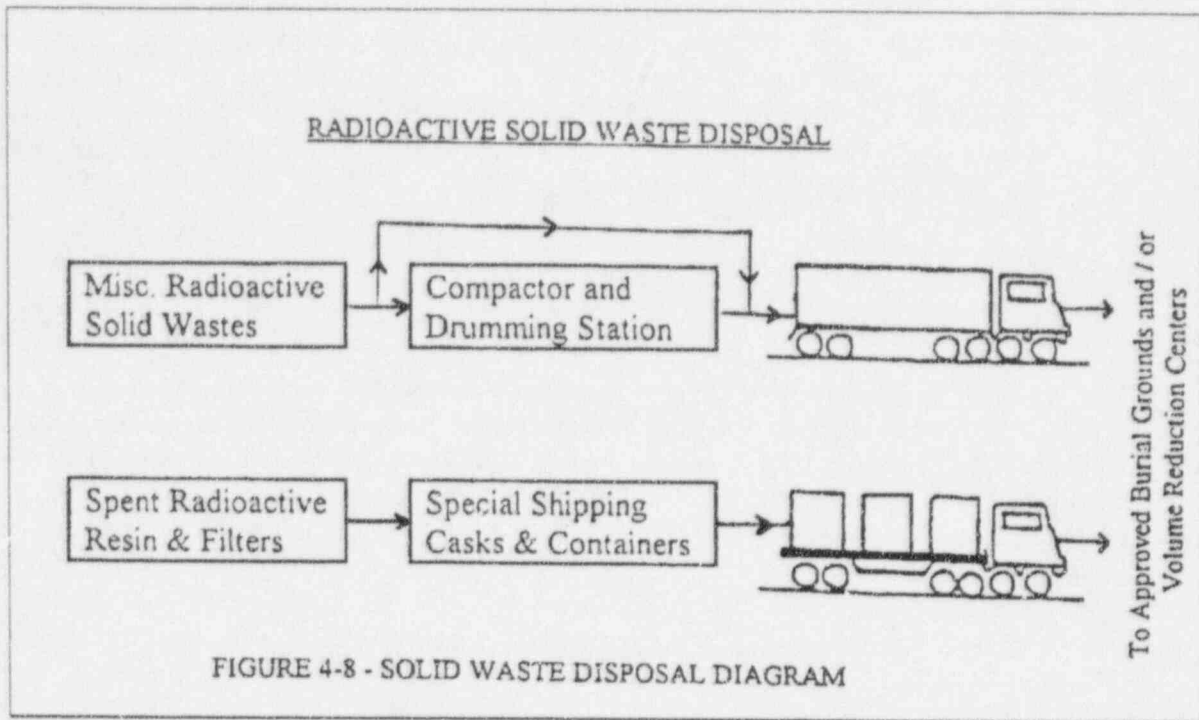 RADIOACTIVE SOLID WASTE DISPOSAL
Misc. Radioactive
Solid Wastes
Compactor and
Drumming Station
Spent Radioactive
Resin & Filters
Special Shipping
Casks & Containers
To Approved Burial Grounds and / or
Volume Reduction Centers
FIGURE 4-8 - SOLID WASTE DISPOSAL DIAGRAM